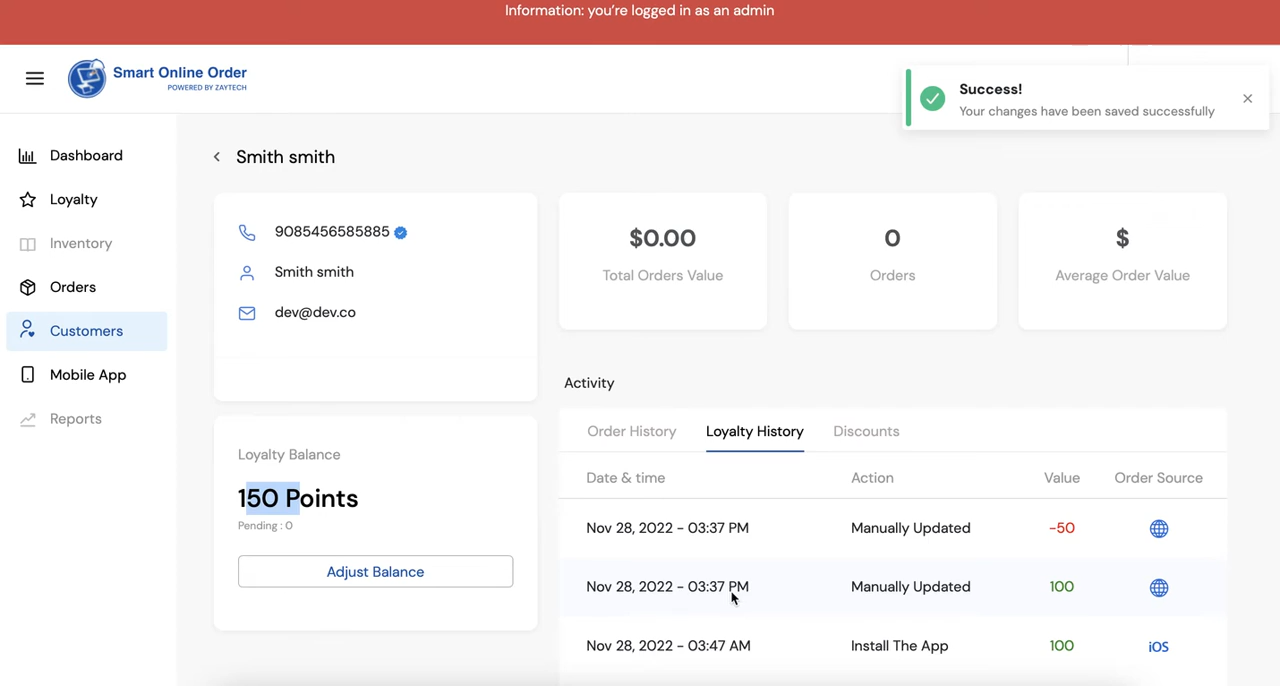 Information: you're logged in as an admin
Smart Online Order
POWERED BY ZAYTECH
Success!
Your changes have been saved successfully
Dashboard
Loyalty
Inventory
Orders
Customers
Mobile App
Reports
Smith smith
9085456585885
Smith smith
dev@dev.co
$0.00
Total Orders Value
0
Orders
$
Average Order Value
Loyalty Balance
150 Points
Pending : 0
Adjust Balance
Activity
Order History Loyalty History Discounts
Date & time Action Value Order Source
Nov 28, 2022 - 03:37 PM Manually Updated -50
Nov 28, 2022 - 03:37 PM Manually Updated 100
Nov 28, 2022 - 03:47 AM Install The App 100 iOS